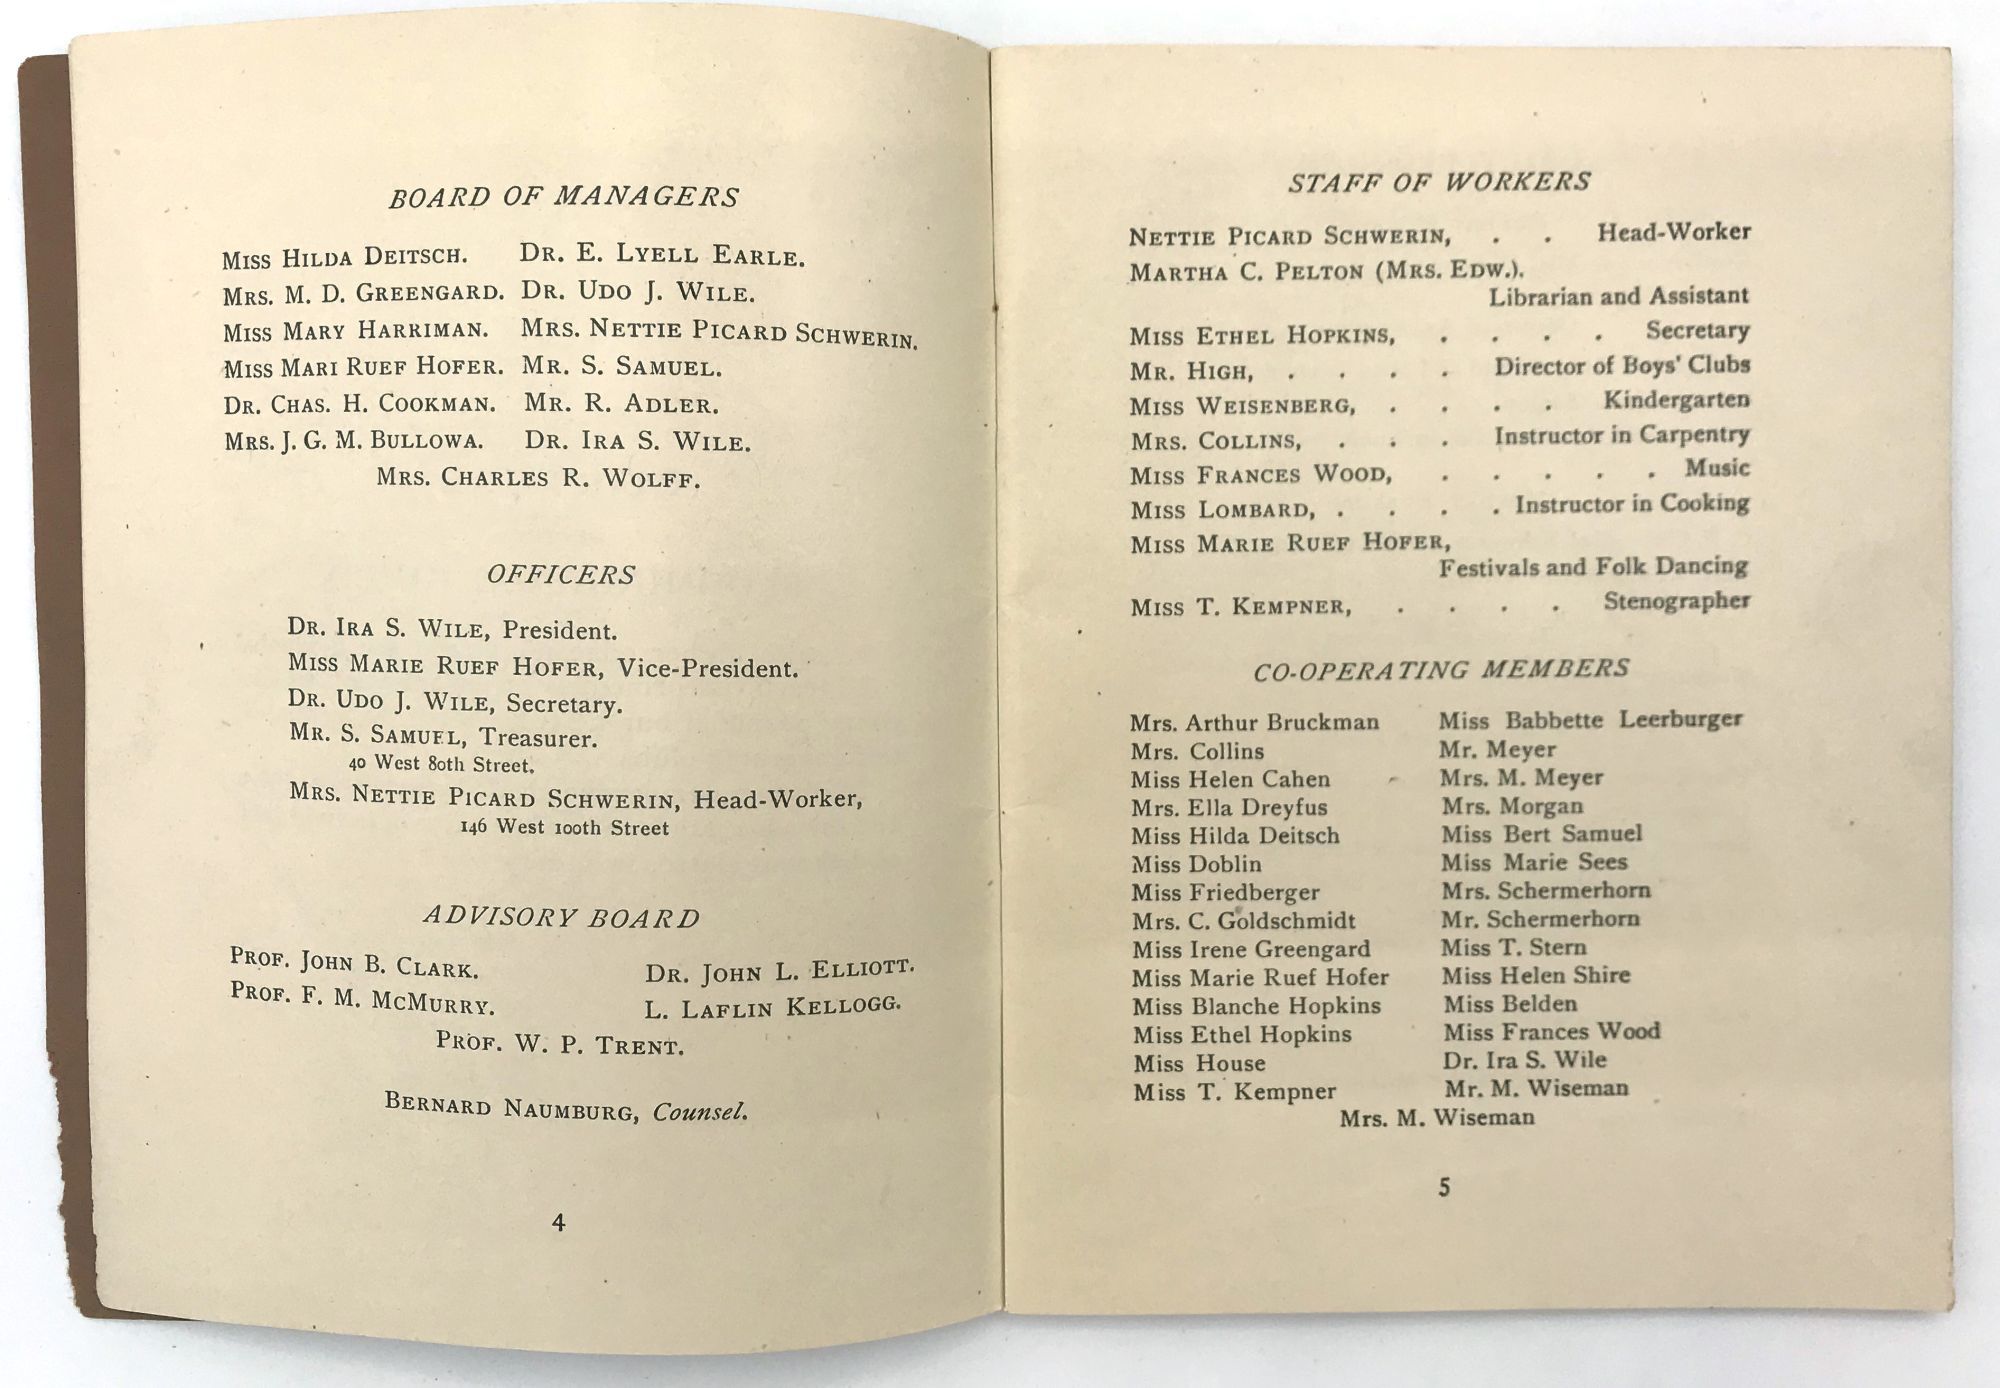 BOARD OF MANAGERS
MISS HILDA DEITSCH. DR. E. LYELL EARLE.
MRS. M. D. GREENGARD. DR. UDO J. WILE.
MISS MARY HARRIMAN. MRS. NETTIE PICARD SCHWERIN.
MISS MARI RUEF HOFER. MR. S. SAMUEL.
DR. CHAS. H. COOKMAN. MR. R. ADLER.
MRS. J. G. M. BULLOWA. DR. IRA S. WILE.
MRS. CHARLES R. WOLFF.
OFFICERS
DR. IRA S. WILE, President.
MISS MARIE RUEF HOFER, Vice-President.
DR. UDO J. WILE, Secretary.
MR. S. SAMUEL, Treasurer.
40 West 80th Street.
MRS. NETTIE PICARD SCHWERIN, Head-Worker,
146 West 100th Street
ADVISORY BOARD
PROF. JOHN B. CLARK. DR. JOHN L. ELLIOTT.
PROF. F. M. MCMURRY. L. LAFLIN KELLOGG.
PROF. W. P. TRENT.
BERNARD NAUMBURG, Counsel.
4
STAFF OF WORKERS
NETTIE PICARD SCHWERIN, . . Head-Worker
MARTHA C. PELTON (MRS. EDW.).
Librarian and Assistant
MISS ETHEL HOPKINS, . . . . Secretary
MR. HIGH, . . . . Director of Boys' Clubs
MISS WEISENBERG, . . . . Kindergarten
MRS. COLLINS, . . . Instructor in Carpentry
MISS FRANCES WOOD, . . . . . Music
MISS LOMBARD, . . . . Instructor in Cooking
MISS MARIE RUEF HOFER,
Festivals and Folk Dancing
MISS T. KEMPNER, . . . . Stenographer
CO-OPERATING MEMBERS
Mrs. Arthur Bruckman Miss Babbette Leerburger
Mrs. Collins Mr. Meyer
Miss Helen Cahen Mrs. M. Meyer
Mrs. Ella Dreyfus Mrs. Morgan
Miss Hilda Deitsch Miss Bert Samuel
Miss Doblin Miss Marie Sees
Miss Friedberger Mrs. Schermerhorn
Mrs. C. Goldschmidt Mr. Schermerhorn
Miss Irene Greengard Miss T. Stern
Miss Marie Ruef Hofer Miss Helen Shire
Miss Blanche Hopkins Miss Belden
Miss Ethel Hopkins Miss Frances Wood
Miss House Dr. Ira S. Wile
Miss T. Kempner Mr. M. Wiseman
Mrs. M. Wiseman
5